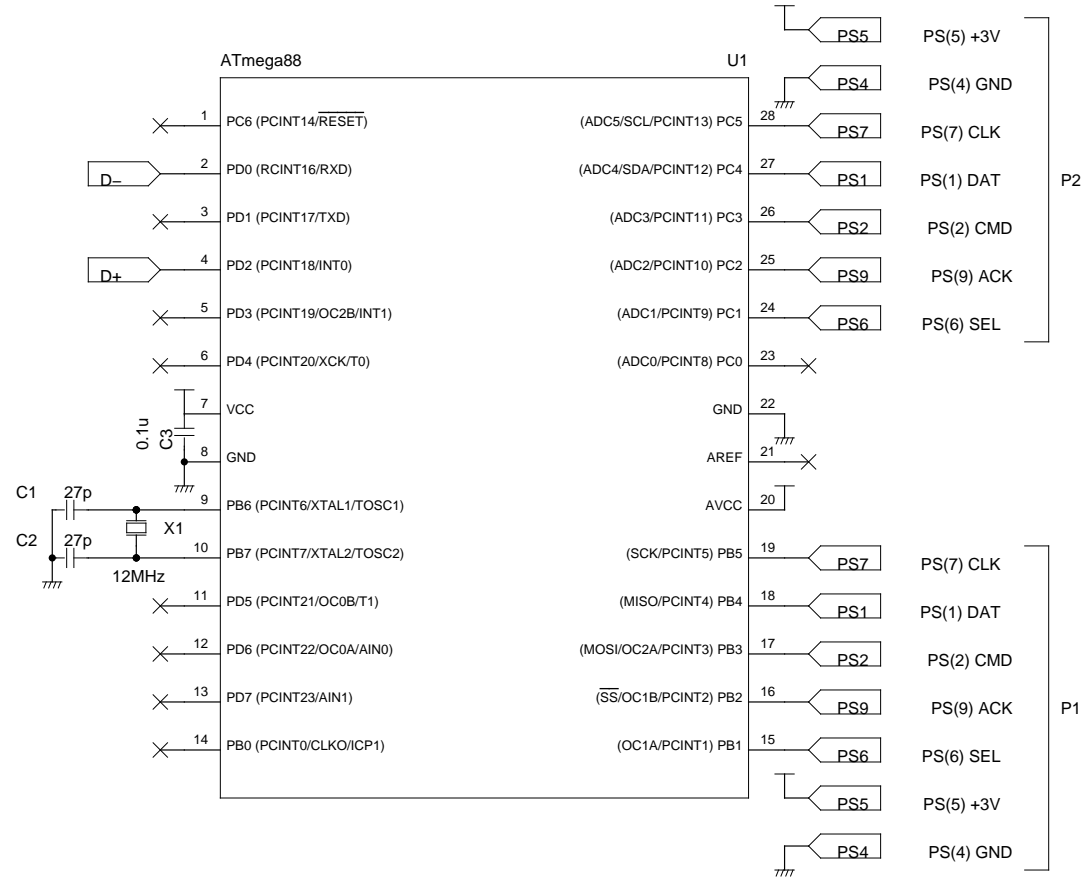 PS5 PS(5) +3V
ATmega88 U1
PS4 PS(4) GND
1 PC6 (PCINT14/RESET) (ADC5/SCL/PCINT13) PC5 28 PS7 PS(7) CLK
D− 2 PD0 (RCINT16/RXD) (ADC4/SDA/PCINT12) PC4 27 PS1 PS(1) DAT P2
3 PD1 (PCINT17/TXD) (ADC3/PCINT11) PC3 26 PS2 PS(2) CMD
D+ 4 PD2 (PCINT18/INT0) (ADC2/PCINT10) PC2 25 PS9 PS(9) ACK
5 PD3 (PCINT19/OC2B/INT1) (ADC1/PCINT9) PC1 24 PS6 PS(6) SEL
6 PD4 (PCINT20/XCK/T0) (ADC0/PCINT8) PC0 23
7 VCC GND 22
0.1u C3
8 GND AREF 21
C1 27p 9 PB6 (PCINT6/XTAL1/TOSC1) AVCC 20
X1
C2 27p 10 PB7 (PCINT7/XTAL2/TOSC2) (SCK/PCINT5) PB5 19 PS7 PS(7) CLK
12MHz
11 PD5 (PCINT21/OC0B/T1) (MISO/PCINT4) PB4 18 PS1 PS(1) DAT
12 PD6 (PCINT22/OC0A/AIN0) (MOSI/OC2A/PCINT3) PB3 17 PS2 PS(2) CMD
13 PD7 (PCINT23/AIN1) (SS/OC1B/PCINT2) PB2 16 PS9 PS(9) ACK P1
14 PB0 (PCINT0/CLKO/ICP1) (OC1A/PCINT1) PB1 15 PS6 PS(6) SEL
PS5 PS(5) +3V
PS4 PS(4) GND